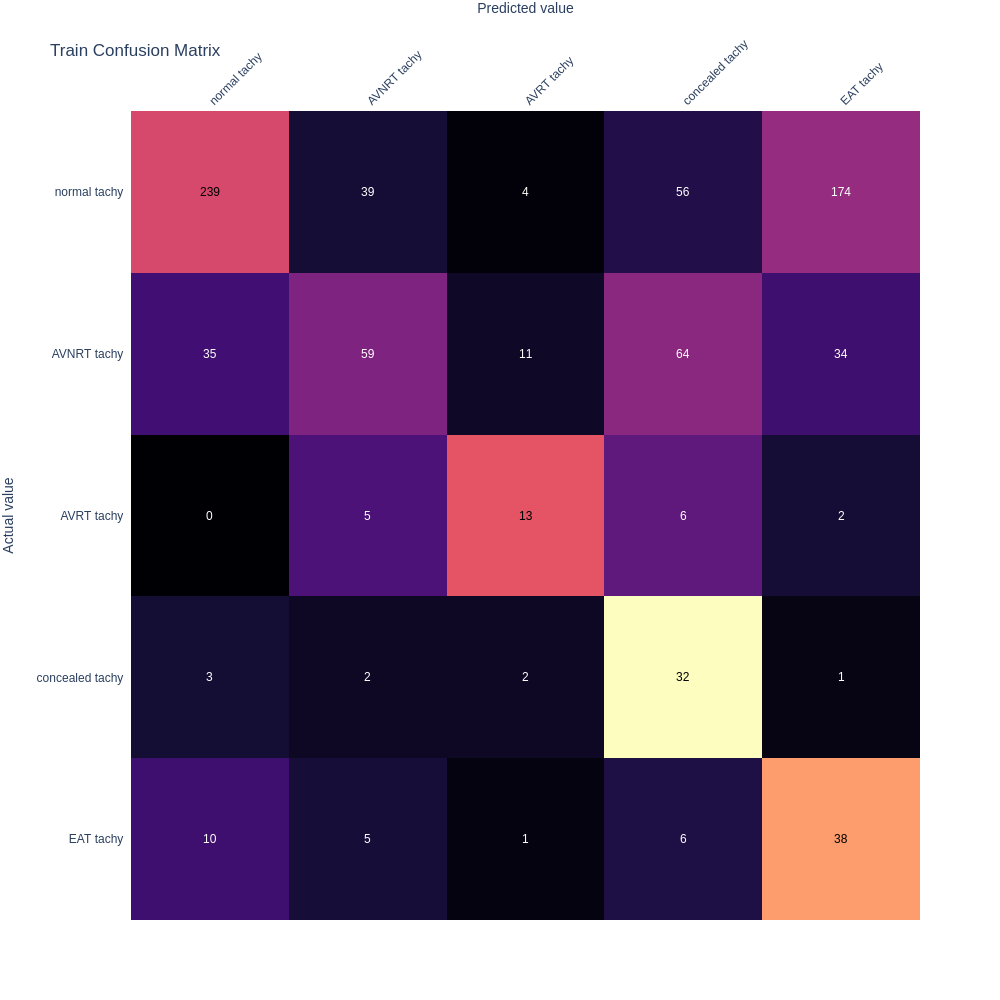 Predicted value
Train Confusion Matrix
normal tachy
AVNRT tachy
AVRT tachy
concealed tachy
EAT tachy
normal tachy 239 39 4 56 174
AVNRT tachy 35 59 11 64 34
Actual value
AVRT tachy 0 5 13 6 2
concealed tachy 3 2 2 32 1
EAT tachy 10 5 1 6 38